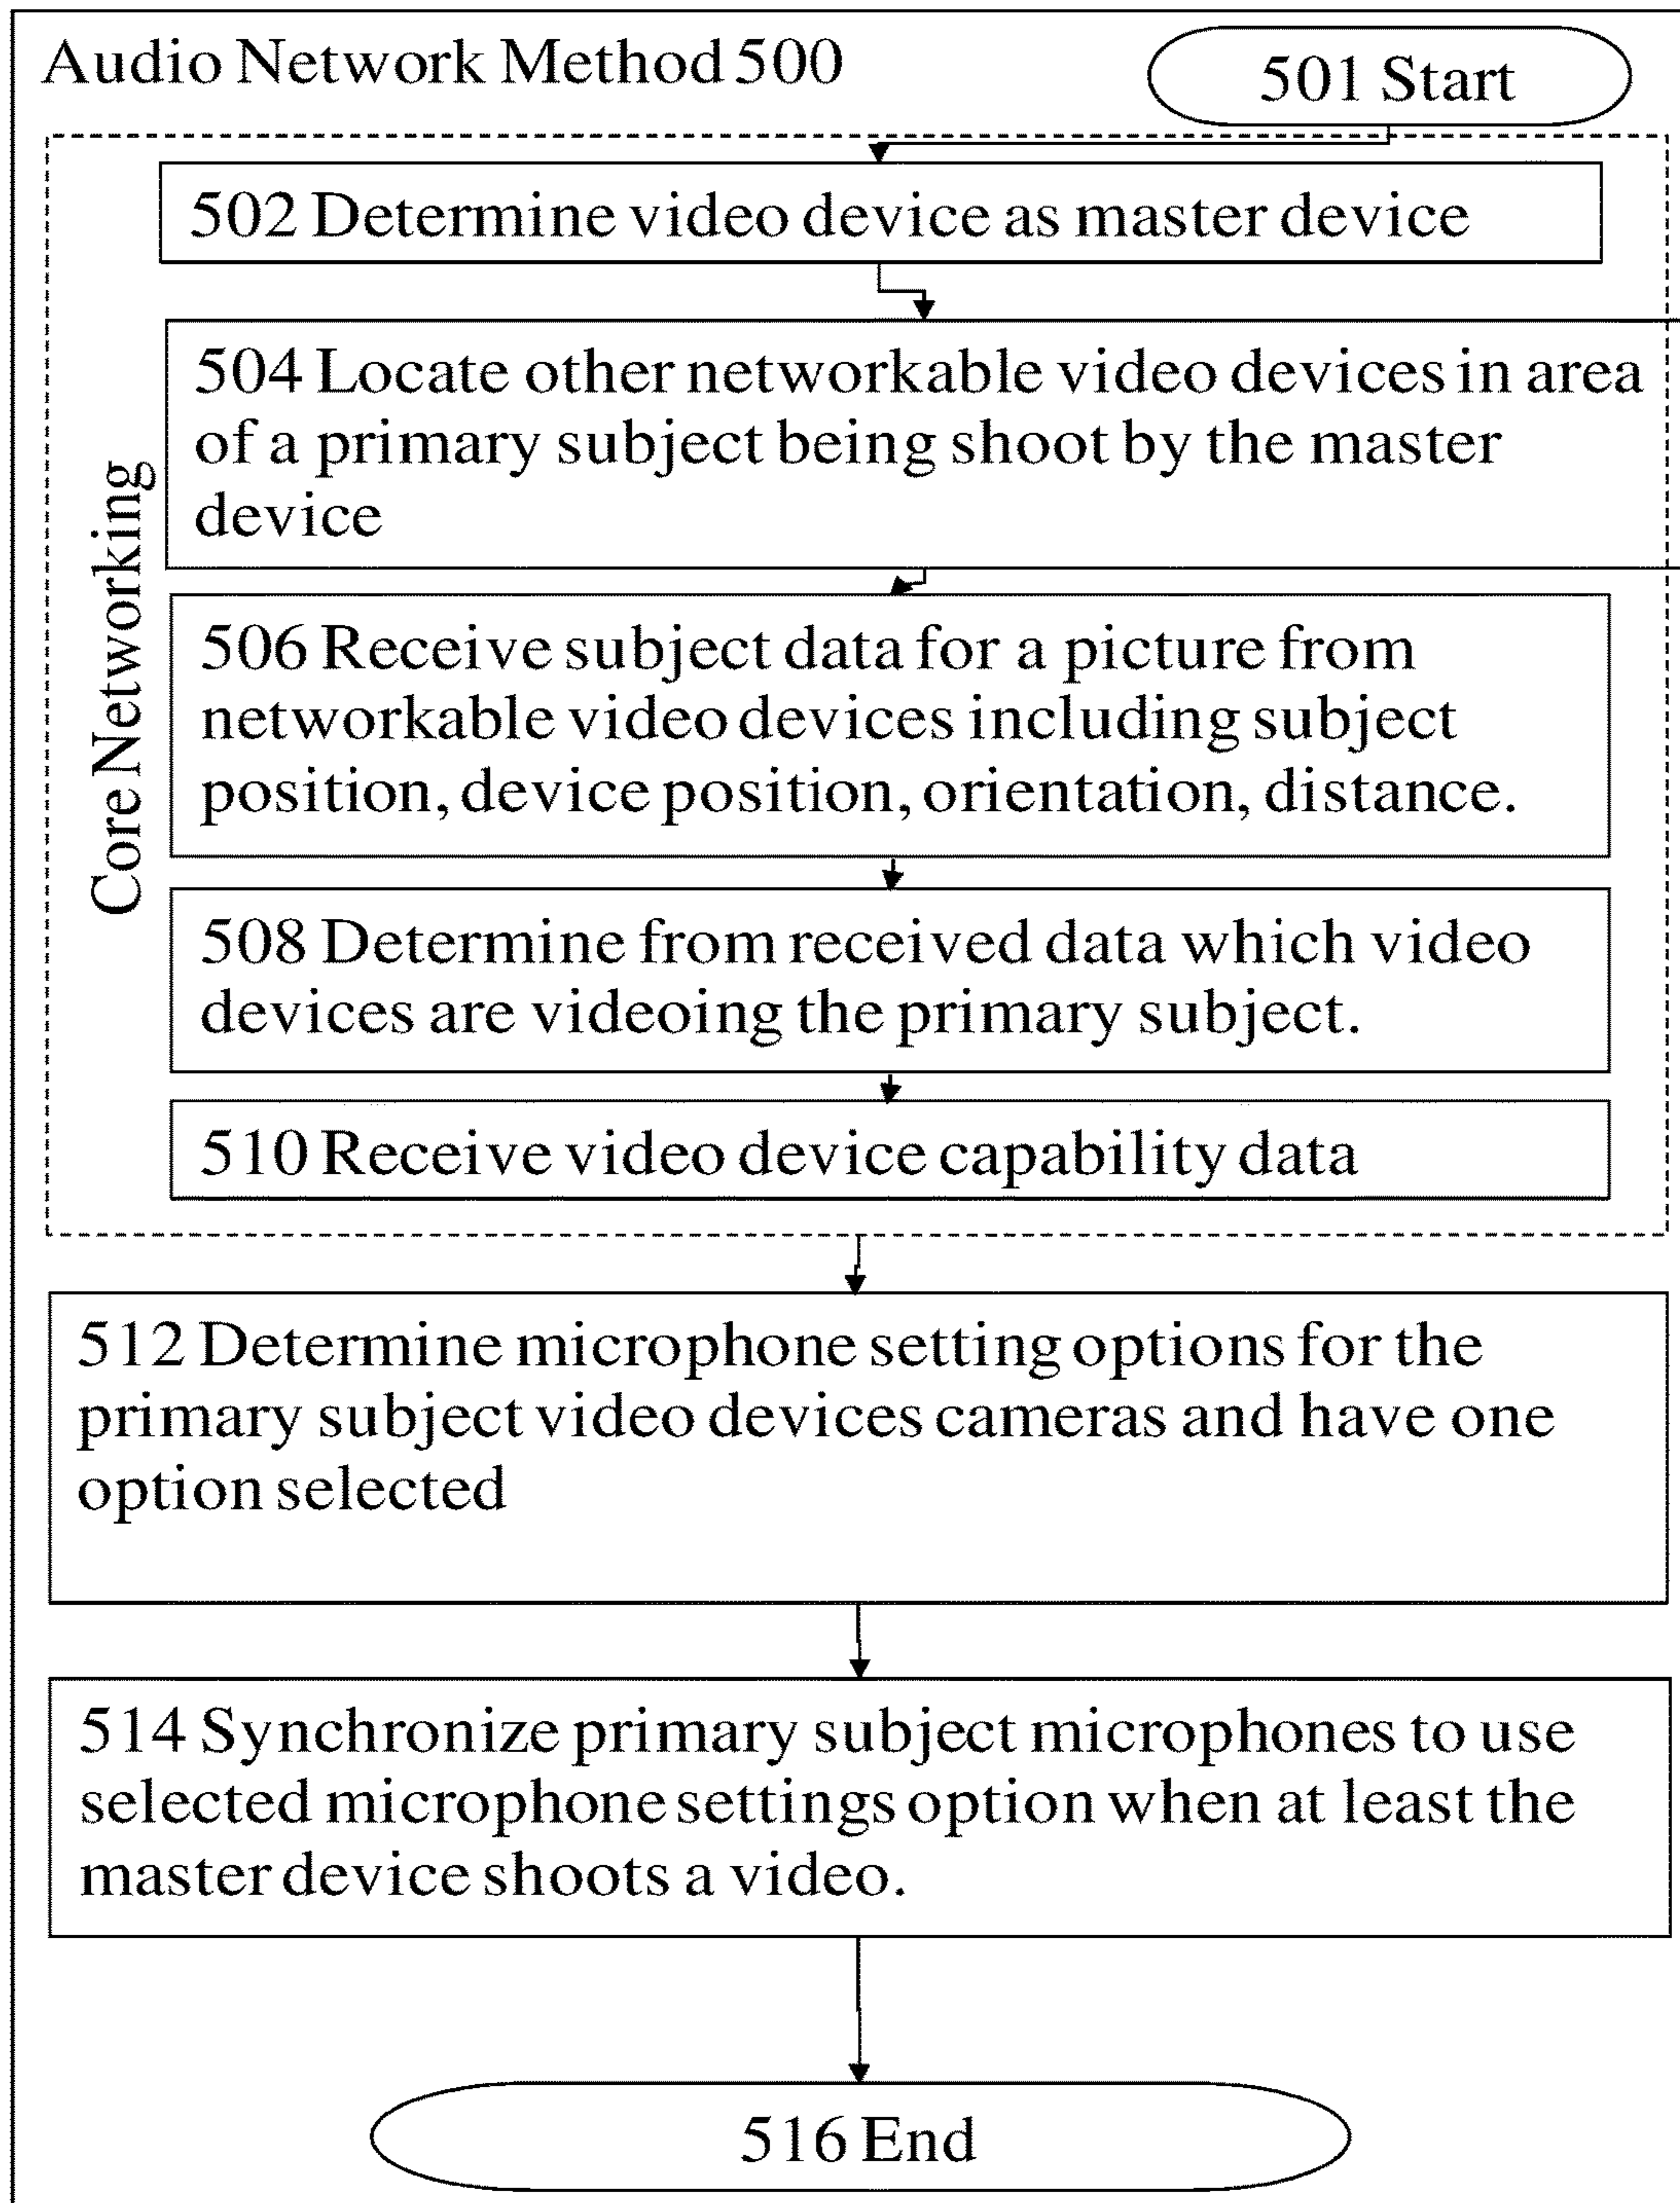 Audio Network Method 500
501 Start
502 Determine video device as master device
504 Locate other networkable video devices in area
of a primary subject being shoot by the master
device
Core Networking
506 Receive subject data for a picture from
networkable video devices including subject
position, device position, orientation, distance.
508 Determine from received data which video
devices are videoing the primary subject.
510 Receive video device capability data
512 Determine microphone setting options for the
primary subject video devices cameras and have one
option selected
514 Synchronize primary subject microphones to use
selected microphone settings option when at least the
master device shoots a video.
516 End